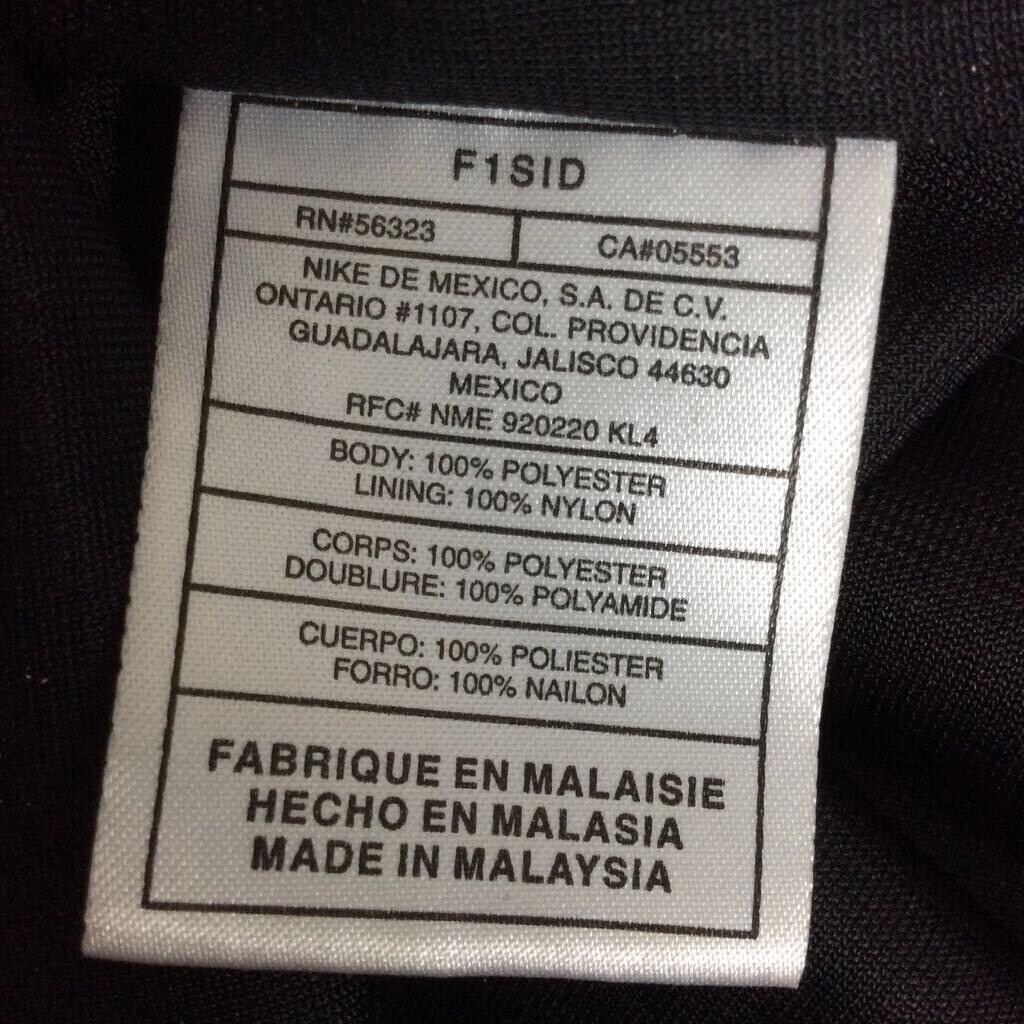 F1SID
RN#56323
CA#05553
NIKE DE MEXICO, S.A. DE C.V.
ONTARIO #1107, COL. PROVIDENCIA
GUADALAJARA, JALISCO 44630
MEXICO
RFC# NME 920220 KL4
BODY: 100% POLYESTER
LINING: 100% NYLON
CORPS: 100% POLYESTER
DOUBLURE: 100% POLYAMIDE
CUERPO: 100% POLIESTER
FORRO: 100% NAILON
FABRIQUE EN MALAISIE
HECHO EN MALASIA
MADE IN MALAYSIA